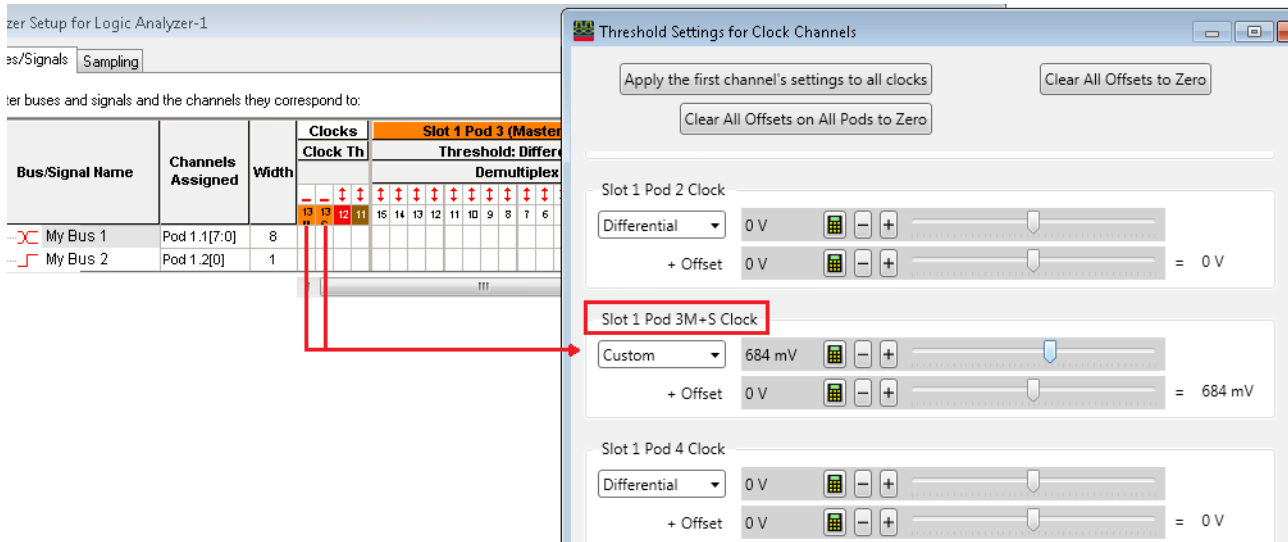 zer Setup for Logic Analyzer-1
es/Signals Sampling
ter buses and signals and the channels they correspond to:
Bus/Signal Name Channels Assigned Width Clocks Slot 1 Pod 3 (Master
Clock Th Threshold: Differe
Demultiplex
13 M 13 S 12 11 15 14 13 12 11 10 9 8 7 6
My Bus 1 Pod 1.1[7:0] 8
My Bus 2 Pod 1.2[0] 1
Threshold Settings for Clock Channels
Apply the first channel's settings to all clocks Clear All Offsets to Zero
Clear All Offsets on All Pods to Zero
Slot 1 Pod 2 Clock
Differential 0 V − +
+ Offset 0 V − + = 0 V
Slot 1 Pod 3M+S Clock
Custom 684 mV − +
+ Offset 0 V − + = 684 mV
Slot 1 Pod 4 Clock
Differential 0 V − +
+ Offset 0 V − + = 0 V